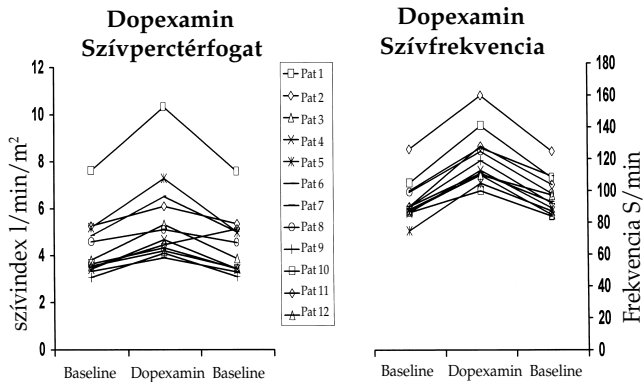 Dopexamin
Szívperctérfogat
szívindex l/min/m²
12
10
8
6
4
2
0
Baseline Dopexamin Baseline
Pat 1
Pat 2
Pat 3
Pat 4
Pat 5
Pat 6
Pat 7
Pat 8
Pat 9
Pat 10
Pat 11
Pat 12
Dopexamin
Szívfrekvencia
180
160
140
120
100
80
60
40
20
0
Frekvencia S/min
Baseline Dopexamin Baseline